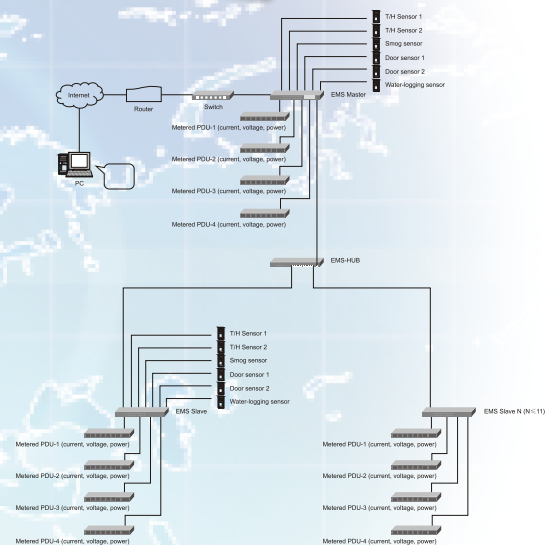 T/H Sensor 1
T/H Sensor 2
Smog sensor
Door sensor 1
Door sensor 2
Water-logging sensor
Internet
Router
Switch
EMS Master
Metered PDU-1 (current, voltage, power)
Metered PDU-2 (current, voltage, power)
PC
Metered PDU-3 (current, voltage, power)
Metered PDU-4 (current, voltage, power)
EMS-HUB
T/H Sensor 1
T/H Sensor 2
Smog sensor
Door sensor 1
Door sensor 2
Water-logging sensor
EMS Slave
EMS Slave N (N≤11)
Metered PDU-1 (current, voltage, power)
Metered PDU-1 (current, voltage, power)
Metered PDU-2 (current, voltage, power)
Metered PDU-2 (current, voltage, power)
Metered PDU-3 (current, voltage, power)
Metered PDU-3 (current, voltage, power)
Metered PDU-4 (current, voltage, power)
Metered PDU-4 (current, voltage, power)